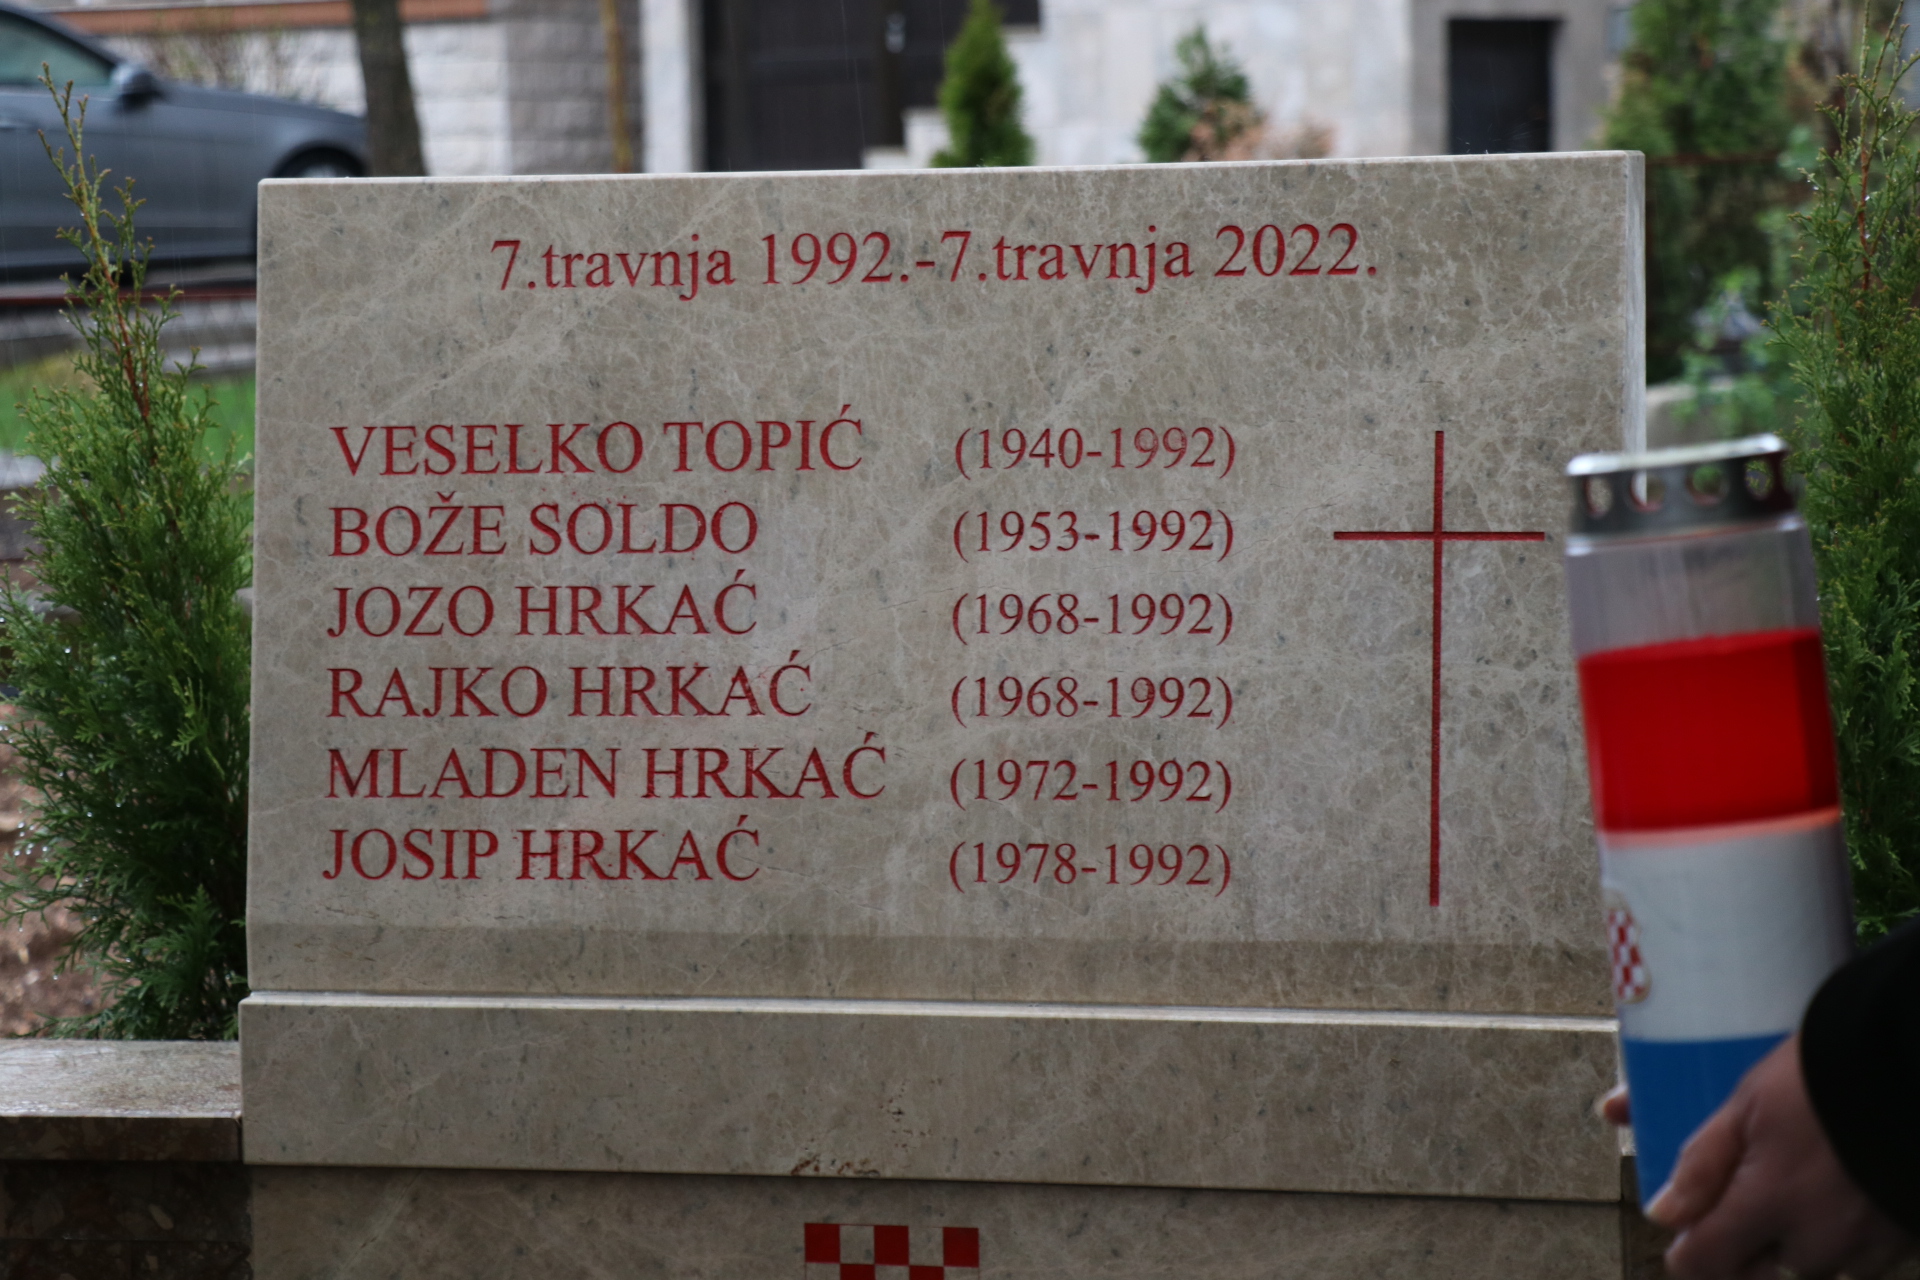 7.travnja 1992.-7.travnja 2022.
VESELKO TOPIĆ (1940-1992)
BOŽE SOLDO (1953-1992)
JOZO HRKAĆ (1968-1992)
RAJKO HRKAĆ (1968-1992)
MLADEN HRKAĆ (1972-1992)
JOSIP HRKAĆ (1978-1992)